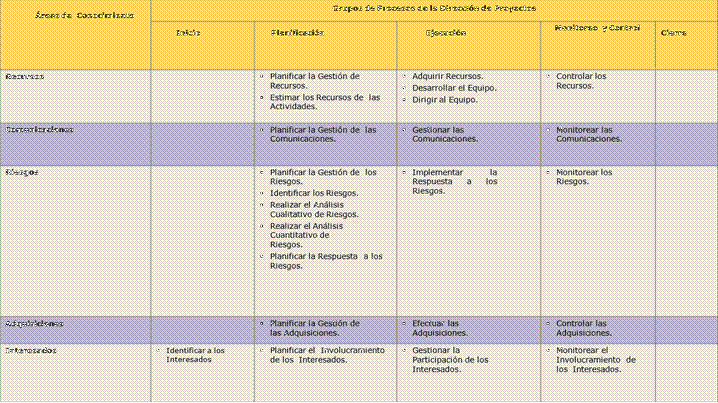 Grupos de Procesos de la Dirección de Proyectos
Áreas de Conocimiento
Inicio
Planificación
Ejecución
Monitoreo y Control
Cierre
Recursos
Planificar la Gestión de
Recursos.
Estimar los Recursos de las
Actividades.
Adquirir Recursos.
Desarrollar el Equipo.
Dirigir al Equipo.
Controlar los
Recursos.
Comunicaciones
Planificar la Gestión de las
Comunicaciones.
Gestionar las
Comunicaciones.
Monitorear las
Comunicaciones.
Riesgos
Planificar la Gestión de los
Riesgos.
Identificar los Riesgos.
Realizar el Análisis
Cualitativo de Riesgos.
Realizar el Análisis
Cuantitativo de
Riesgos.
Planificar la Respuesta a los
Riesgos.
Implementar la
Respuesta a los
Riesgos.
Monitorear los
Riesgos.
Adquisiciones
Planificar la Gestión de
las Adquisiciones.
Efectuar las
Adquisiciones.
Controlar las
Adquisiciones.
Interesados
Identificar a los
Interesados
Planificar el Involucramiento
de los Interesados.
Gestionar la
Participación de los
Interesados.
Monitorear el
Involucramiento de
los Interesados.